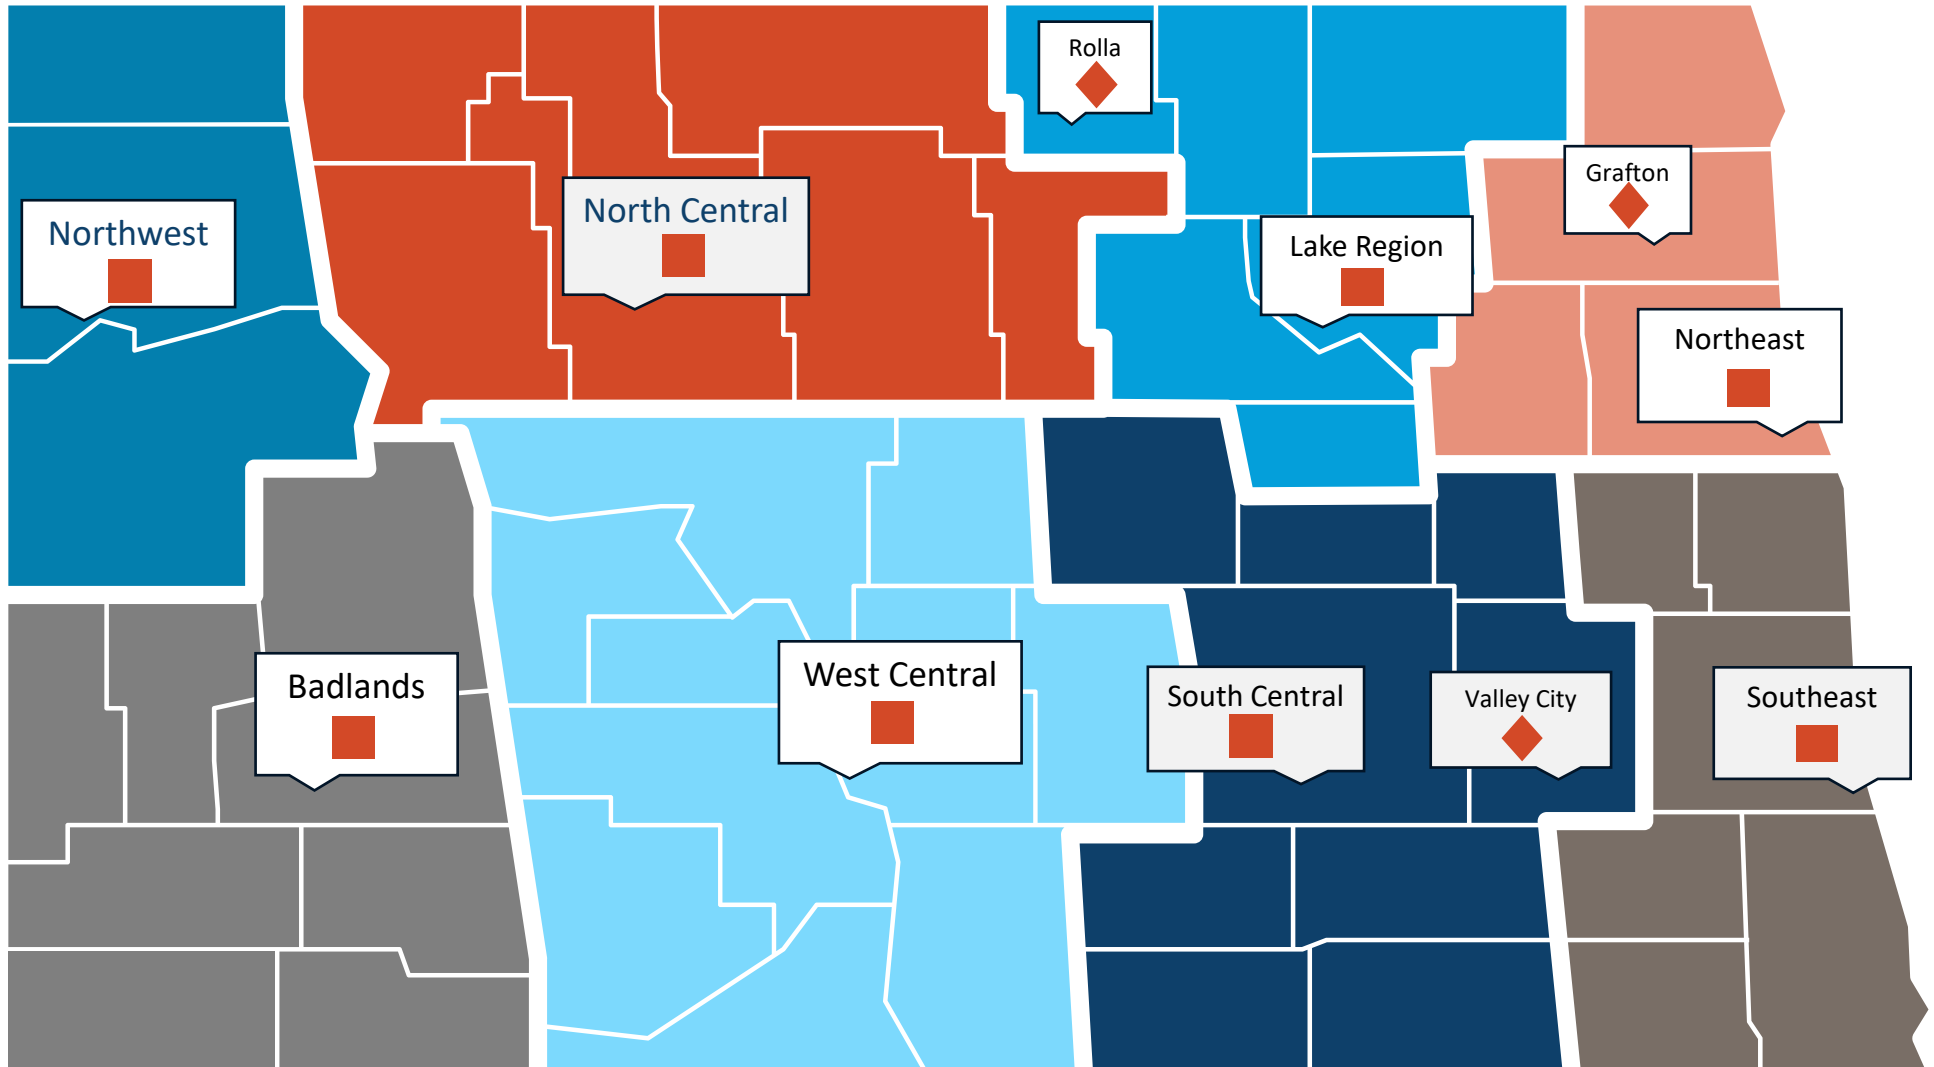 Rolla
Grafton
North Central
Northwest
Lake Region
Northeast
Badlands
West Central
South Central
Valley City
Southeast